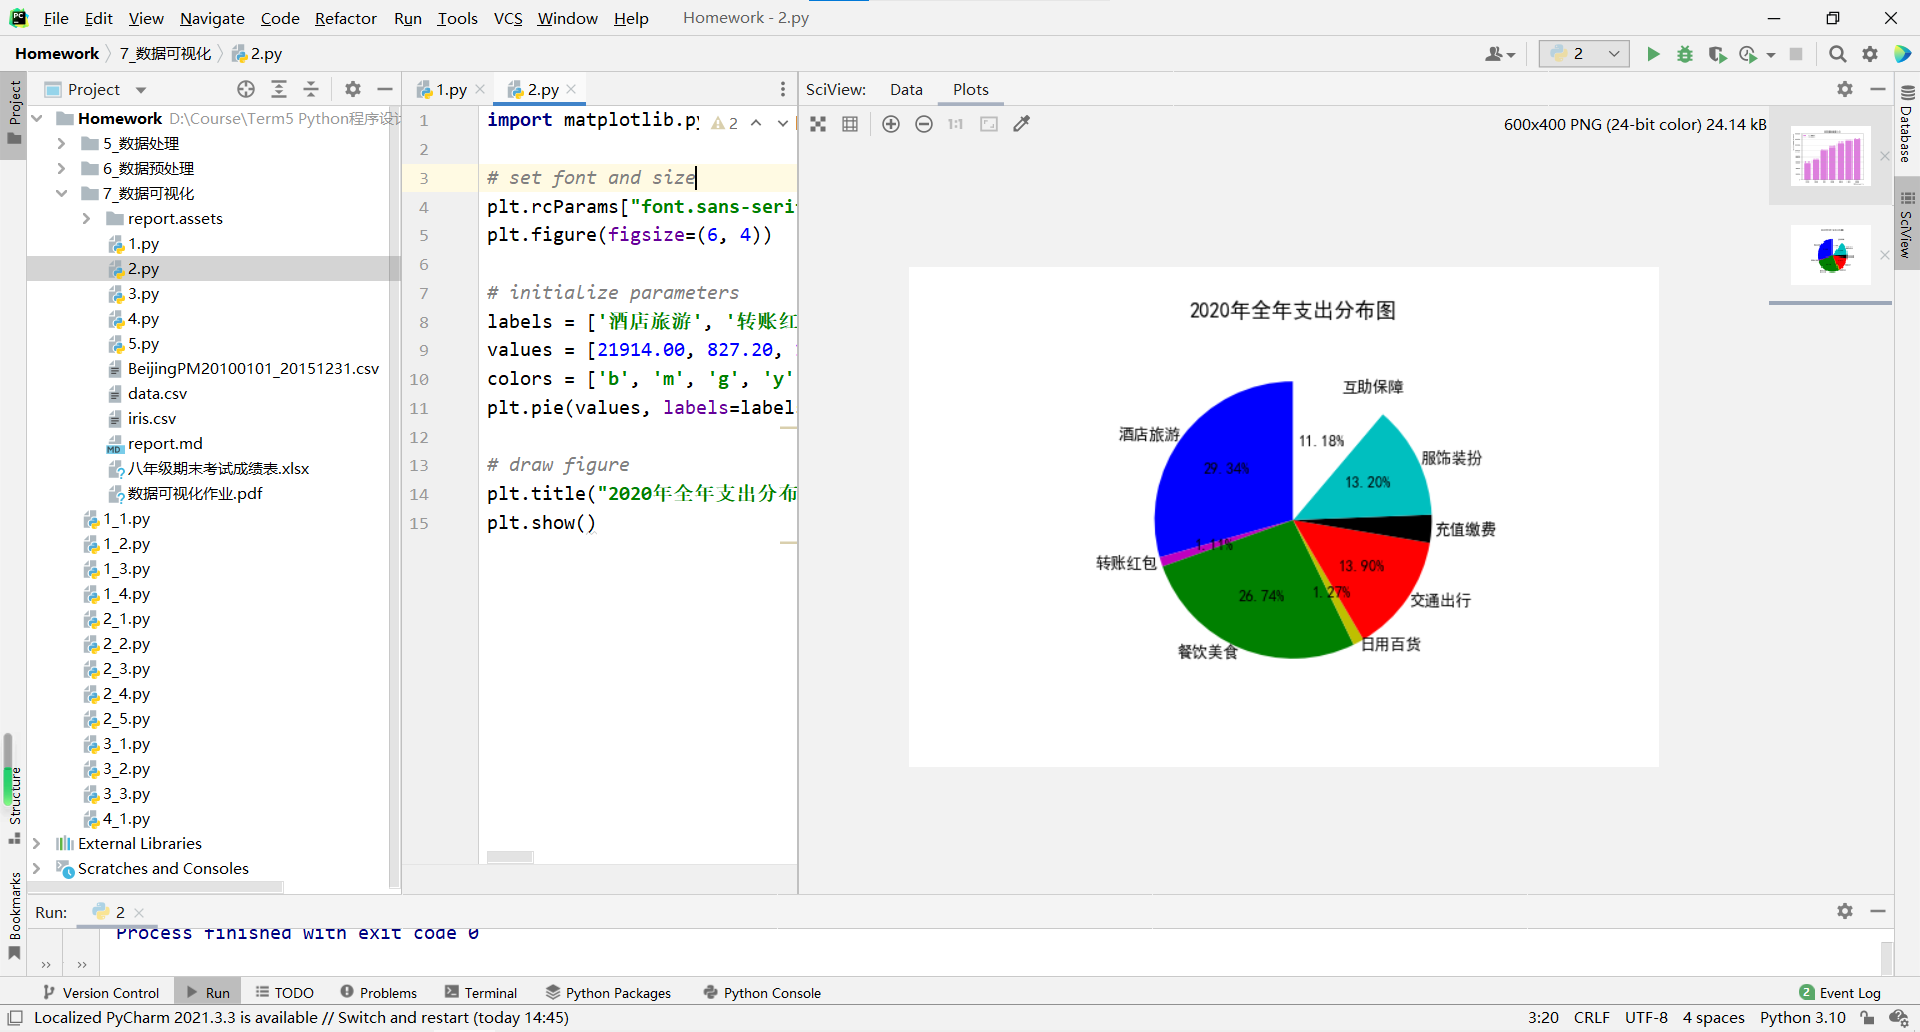 File Edit View Navigate Code Refactor Run Tools VCS Window Help Homework - 2.py
Homework 7_数据可视化 2.py
2
Project
Project
Homework D:\Course\Term5 Python程序设计
5_数据处理
6_数据预处理
7_数据可视化
report.assets
1.py
2.py
3.py
4.py
5.py
BeijingPM20100101_20151231.csv
data.csv
iris.csv
report.md
八年级期末考试成绩表.xlsx
数据可视化作业.pdf
1_1.py
1_2.py
1_3.py
1_4.py
2_1.py
2_2.py
2_3.py
2_4.py
2_5.py
3_1.py
3_2.py
3_3.py
4_1.py
External Libraries
Scratches and Consoles
Structure
Bookmarks
1.py 2.py
1 import matplotlib.py 2
2
3 # set font and size
4 plt.rcParams["font.sans-seri
5 plt.figure(figsize=(6, 4))
6
7 # initialize parameters
8 labels = ['酒店旅游', '转账红
9 values = [21914.00, 827.20,
10 colors = ['b', 'm', 'g', 'y'
11 plt.pie(values, labels=label
12
13 # draw figure
14 plt.title("2020年全年支出分布
15 plt.show()
SciView: Data Plots
1:1
600x400 PNG (24-bit color) 24.14 kB
Database
SciView
2020年全年支出分布图
互助保障
11.18%
酒店旅游
29.34%
服饰装扮
13.20%
充值缴费
1.11%
转账红包
13.90%
26.74%
1.27%
交通出行
日用百货
餐饮美食
Run: 2
Process finished with exit code 0
Version Control Run TODO Problems Terminal Python Packages Python Console 2 Event Log
Localized PyCharm 2021.3.3 is available // Switch and restart (today 14:45) 3:20 CRLF UTF-8 4 spaces Python 3.10